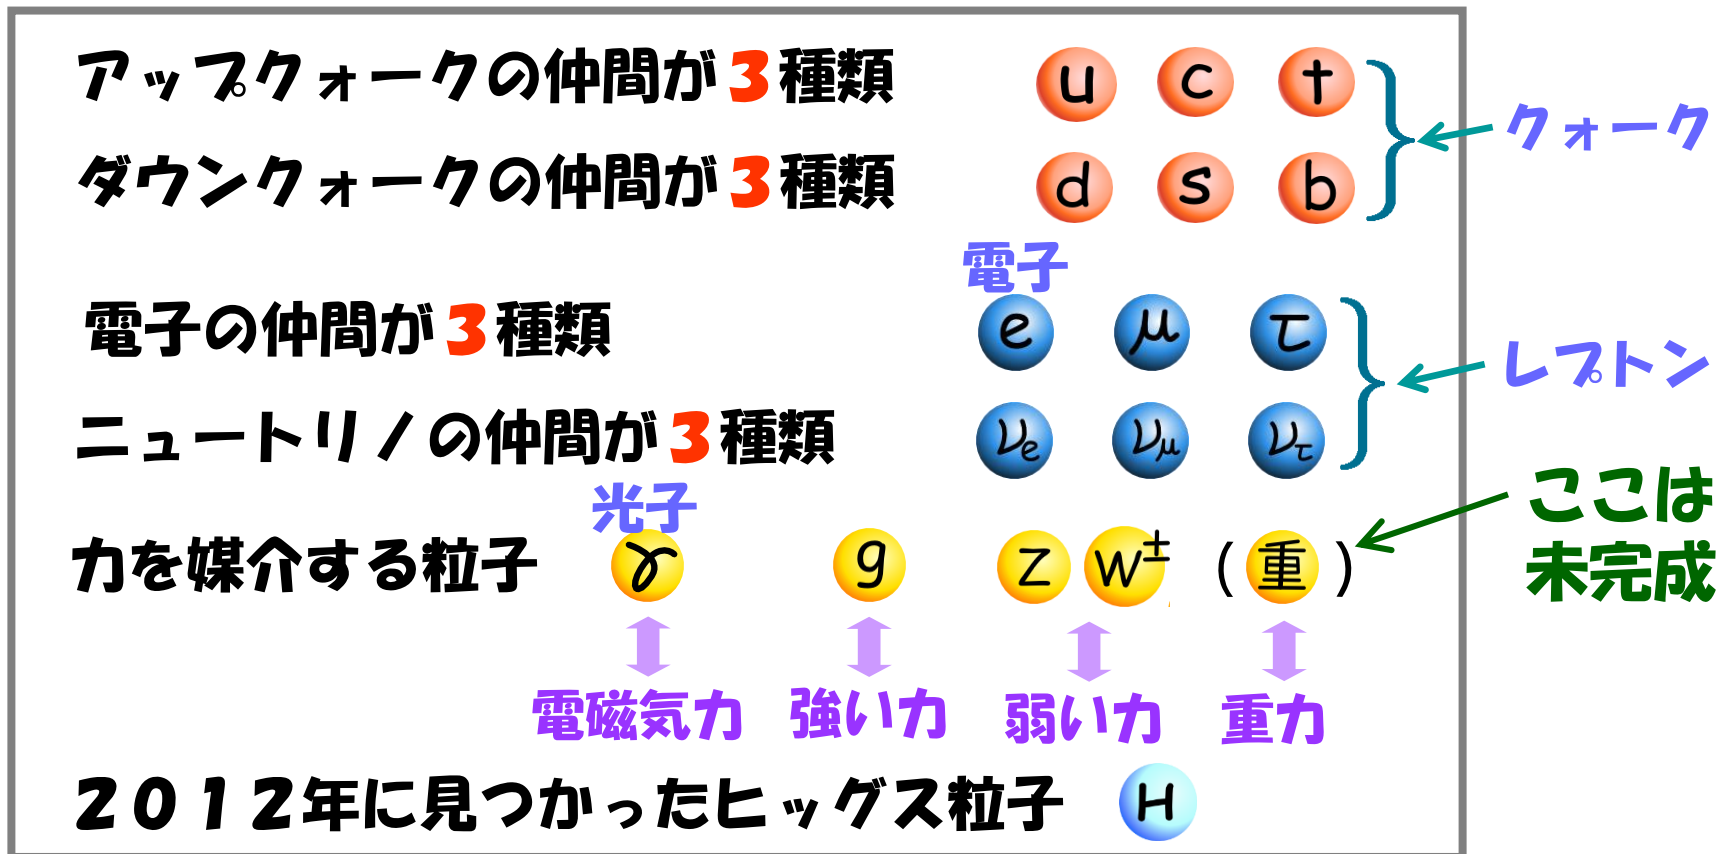 アップクォークの仲間が3種類 u c t
クォーク
ダウンクォークの仲間が3種類 d s b
電子
電子の仲間が3種類 e μ τ
レプトン
ニュートリノの仲間が3種類 νe νμ ντ
ここは
未完成
光子
力を媒介する粒子 γ g Z W± (重)
電磁気力 強い力 弱い力 重力
2012年に見つかったヒッグス粒子 H